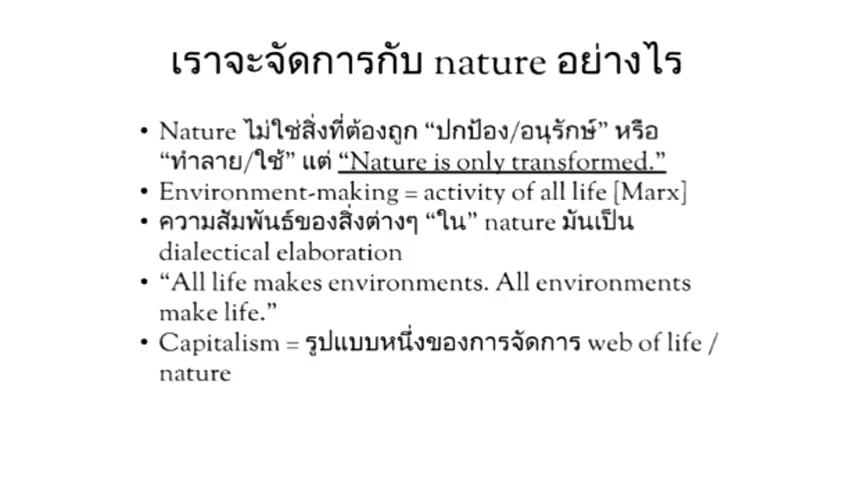 เราจะจัดการกับ nature อย่างไร
• Nature ไม่ใช่สิ่งที่ต้องถูก “ปกป้อง/อนุรักษ์” หรือ
“ทำลาย/ใช้” แต่ “Nature is only transformed.”
• Environment-making = activity of all life [Marx]
• ความสัมพันธ์ของสิ่งต่างๆ “ใน” nature มันเป็น
dialectical elaboration
• “All life makes environments. All environments
make life.”
• Capitalism = รูปแบบหนึ่งของการจัดการ web of life /
nature